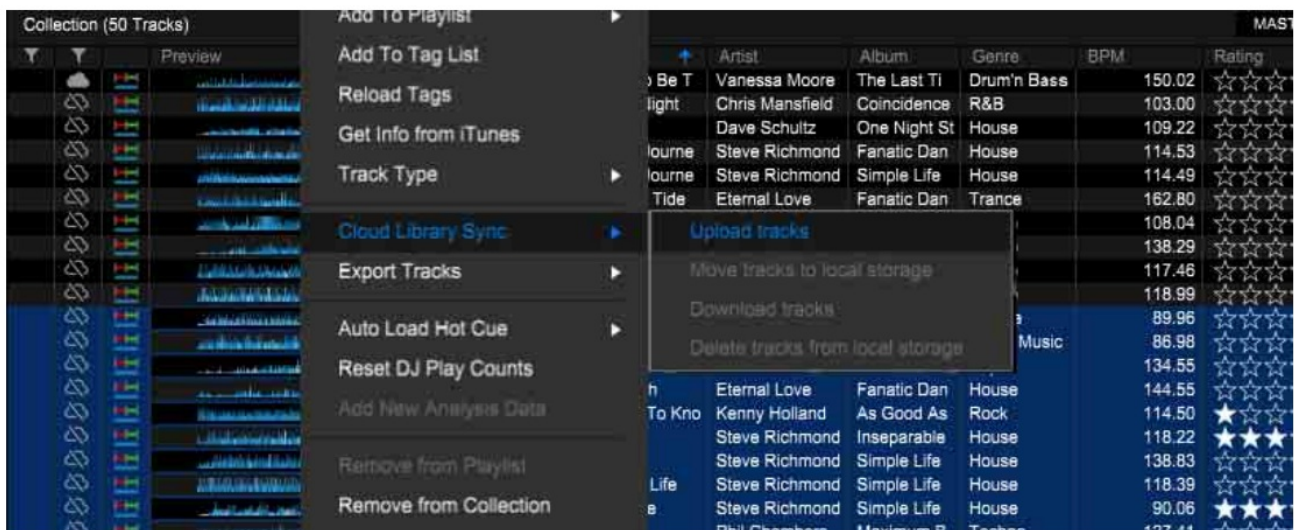 Collection (50 Tracks)
MAST
Add To Playlist
Add To Tag List
Reload Tags
Get Info from iTunes
Track Type
Cloud Library Sync
Export Tracks
Auto Load Hot Cue
Reset DJ Play Counts
Add New Analysis Data
Remove from Playlist
Remove from Collection
Upload tracks
Move tracks to local storage
Download tracks
Delete tracks from local storage
Preview Artist Album Genre BPM Rating
o Be T Vanessa Moore The Last Ti Drum'n Bass 150.02
light Chris Mansfield Coincidence R&B 103.00
Dave Schultz One Night St House 109.22
Journe Steve Richmond Fanatic Dan House 114.53
Journe Steve Richmond Simple Life House 114.49
Tide Eternal Love Fanatic Dan Trance 162.80
108.04
138.29
117.46
118.99
89.96
Music 86.98
134.55
h Eternal Love Fanatic Dan House 144.55
To Kno Kenny Holland As Good As Rock 114.50
Steve Richmond Inseparable House 118.22
Steve Richmond Simple Life House 138.83
Life Steve Richmond Simple Life House 118.39
e Steve Richmond Simple Life House 90.06